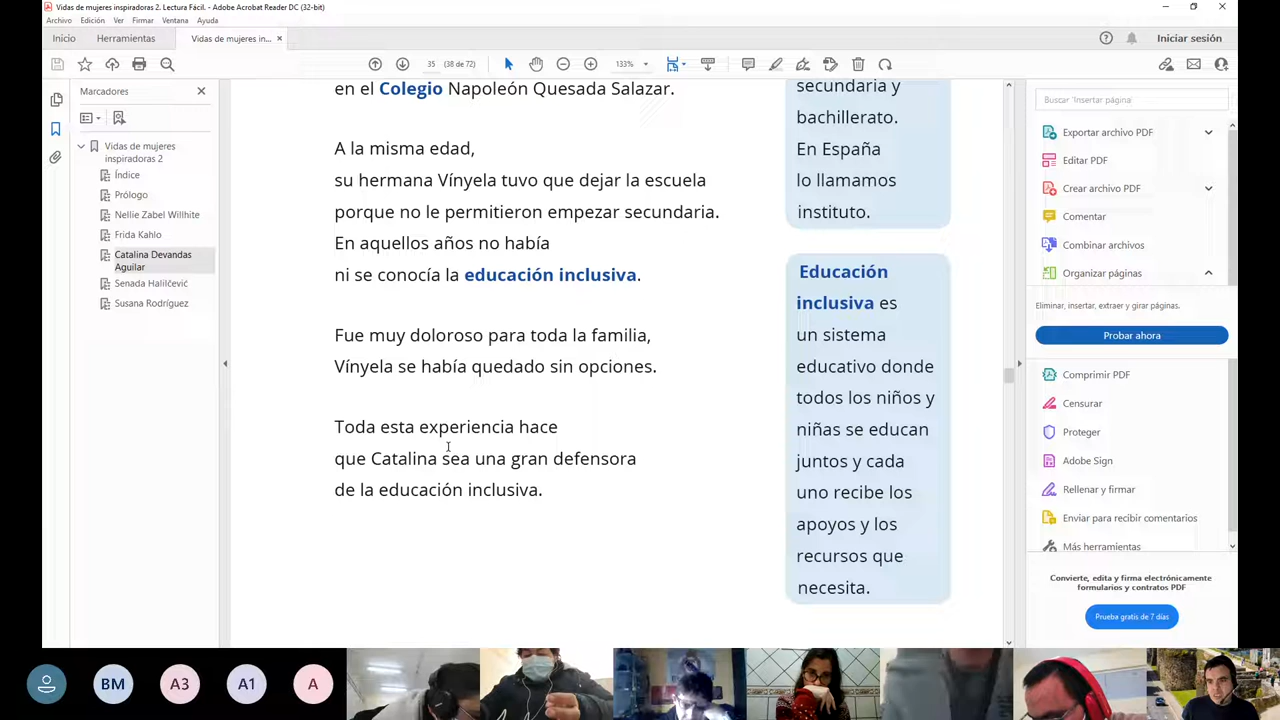 Vidas de mujeres inspiradoras 2. Lectura Fácil. - Adobe Acrobat Reader DC (32-bit)
Archivo Edición Ver Firmar Ventana Ayuda
Inicio Herramientas Vidas de mujeres in... ×
Iniciar sesión
35 (38 de 72) 133%
Marcadores
Vidas de mujeres
inspiradoras 2
Índice
Prólogo
Nellie Zabel Willhite
Frida Kahlo
Catalina Devandas
Aguilar
Senada Halilčević
Susana Rodríguez
en el Colegio Napoleón Quesada Salazar.
A la misma edad,
su hermana Vínyela tuvo que dejar la escuela
porque no le permitieron empezar secundaria.
En aquellos años no había
ni se conocía la educación inclusiva.
Fue muy doloroso para toda la familia,
Vínyela se había quedado sin opciones.
Toda esta experiencia hace
que Catalina sea una gran defensora
de la educación inclusiva.
secundaria y
bachillerato.
En España
lo llamamos
instituto.
Educación
inclusiva es
un sistema
educativo donde
todos los niños y
niñas se educan
juntos y cada
uno recibe los
apoyos y los
recursos que
necesita.
Buscar 'Insertar página'
Exportar archivo PDF
Editar PDF
Crear archivo PDF
Comentar
Combinar archivos
Organizar páginas
Eliminar, insertar, extraer y girar páginas.
Probar ahora
Comprimir PDF
Censurar
Proteger
Adobe Sign
Rellenar y firmar
Enviar para recibir comentarios
Más herramientas
Convierte, edita y firma electrónicamente
formularios y contratos PDF
Prueba gratis de 7 días
BM A3 A1 A